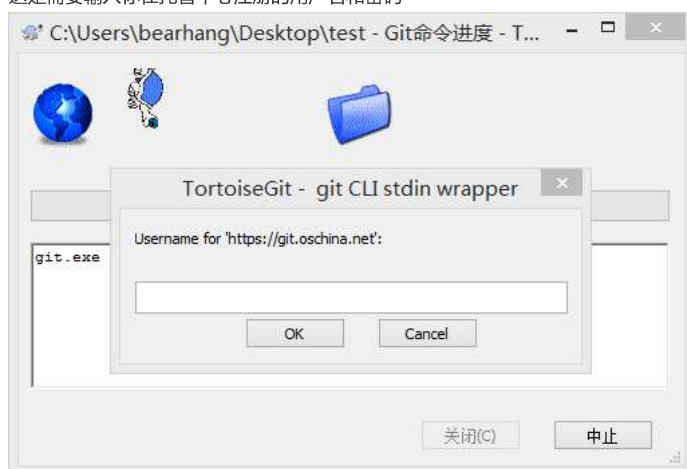 C:\Users\bearhang\Desktop\test - Git命令进度 - T...
TortoiseGit - git CLI stdin wrapper
Username for 'https://git.oschina.net':
git.exe
OK
Cancel
关闭(C)
中止